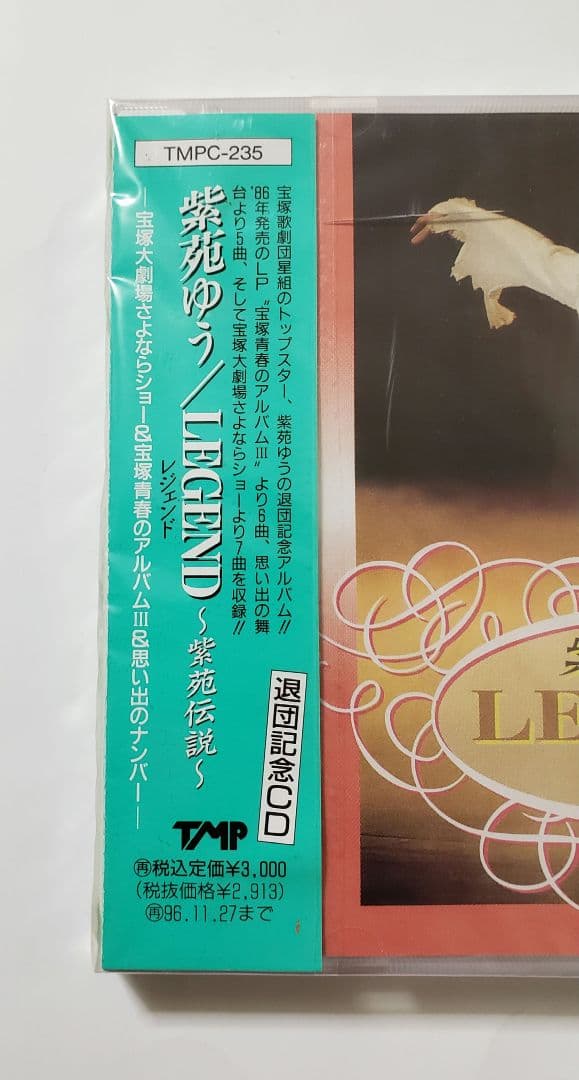 TMPC-235
宝塚歌劇団星組のトップスター、紫苑ゆうの退団記念アルバム!!
'86年発売のLP“宝塚青春のアルバムⅢ”より6曲、思い出の舞
台より5曲、そして宝塚大劇場さよならショーより7曲を収録!!
紫苑ゆう/LEGEND～紫苑伝説～
レジェンド
―宝塚大劇場さよならショー&宝塚青春のアルバムⅢ&思い出のナンバー―
退団記念CD
TMP
再税込定価¥3,000
(税抜価格¥2,913)
再96.11.27まで
LE